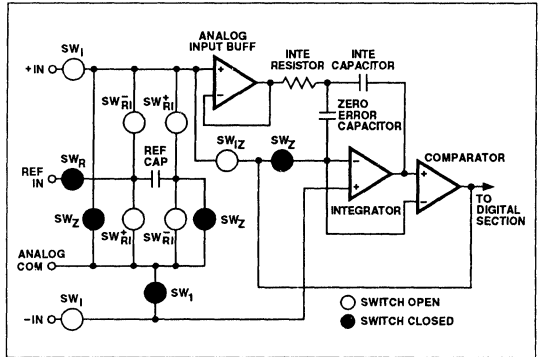 ANALOG
INPUT BUFF
INTE
RESISTOR
INTE
CAPACITOR
SWI
+IN
SW−RI
SW+RI
ZERO
ERROR
CAPACITOR
REF
CAP
SWR
REF
IN
SWIZ
SWZ
COMPARATOR
INTEGRATOR
TO
DIGITAL
SECTION
SWZ
SW+RI
SW−RI
SWZ
ANALOG
COM
SW1
SWI
−IN
SWITCH OPEN
SWITCH CLOSED